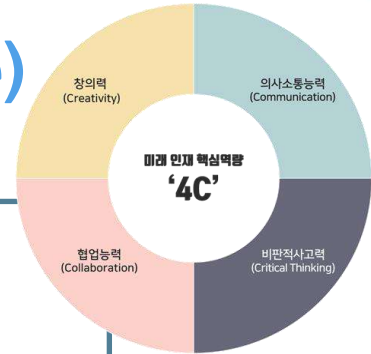 )
창의력
(Creativity)
의사소통능력
(Communication)
미래 인재 핵심역량
‘4C’
협업능력
(Collaboration)
비판적사고력
(Critical Thinking)